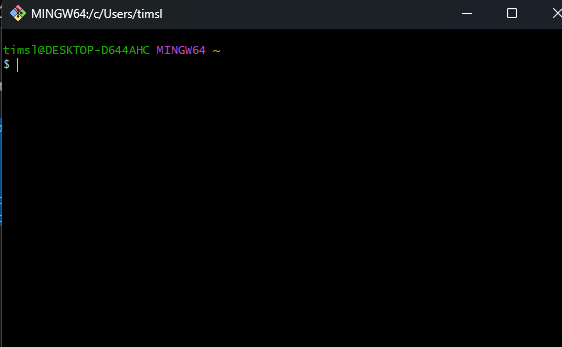 MINGW64:/c/Users/timsl
timsl@DESKTOP-D644AHC MINGW64 ~
$